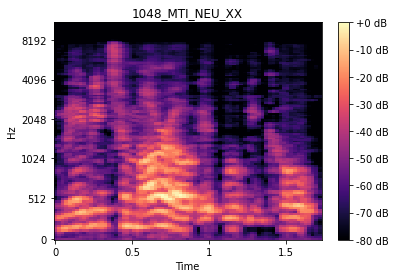 1048_MTI_NEU_XX
+0 dB
8192
-10 dB
4096
-20 dB
-30 dB
2048
Hz
-40 dB
1024
-50 dB
512
-60 dB
-70 dB
0
-80 dB
0
0.5
1
1.5
Time